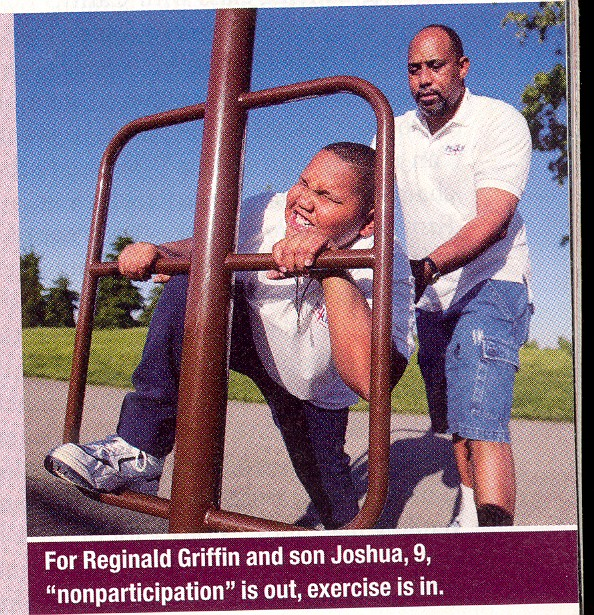 For Reginald Griffin and son Joshua, 9,
“nonparticipation” is out, exercise is in.